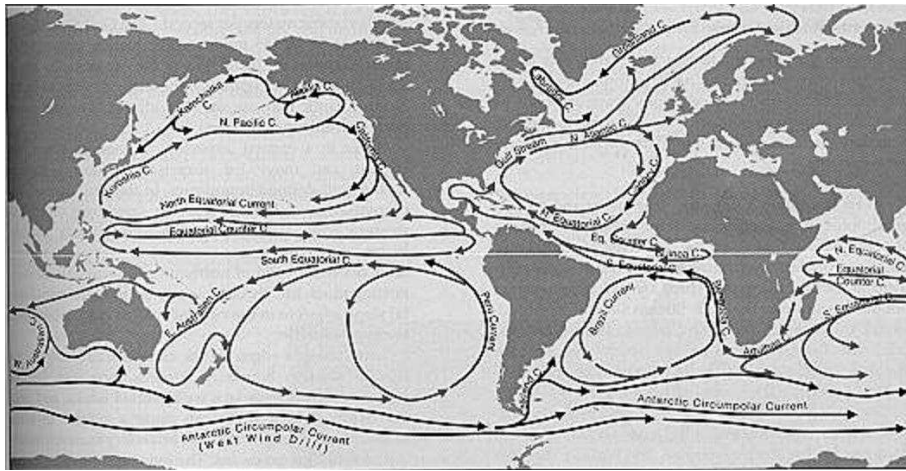 Greenland C.
Labrador C.
Kamchatka C.
Alaska C.
N. Pacific C.
N. Atlantic C.
California C.
Gulf Stream
Kuroshio C.
Canary C.
North Equatorial Current
N. Equatorial C.
Equatorial Counter C.
Eq. Counter C.
Guinea C.
N. Equatorial C.
South Equatorial C.
S. Equatorial C.
Equatorial
Counter C.
S. Equatorial C.
E. Australian C.
Peru Current
Brazil Current
Benguela C.
W. Australian C.
Agulhas C.
Antarctic Circumpolar Current
Antarctic Circumpolar Current
(West Wind Drift)